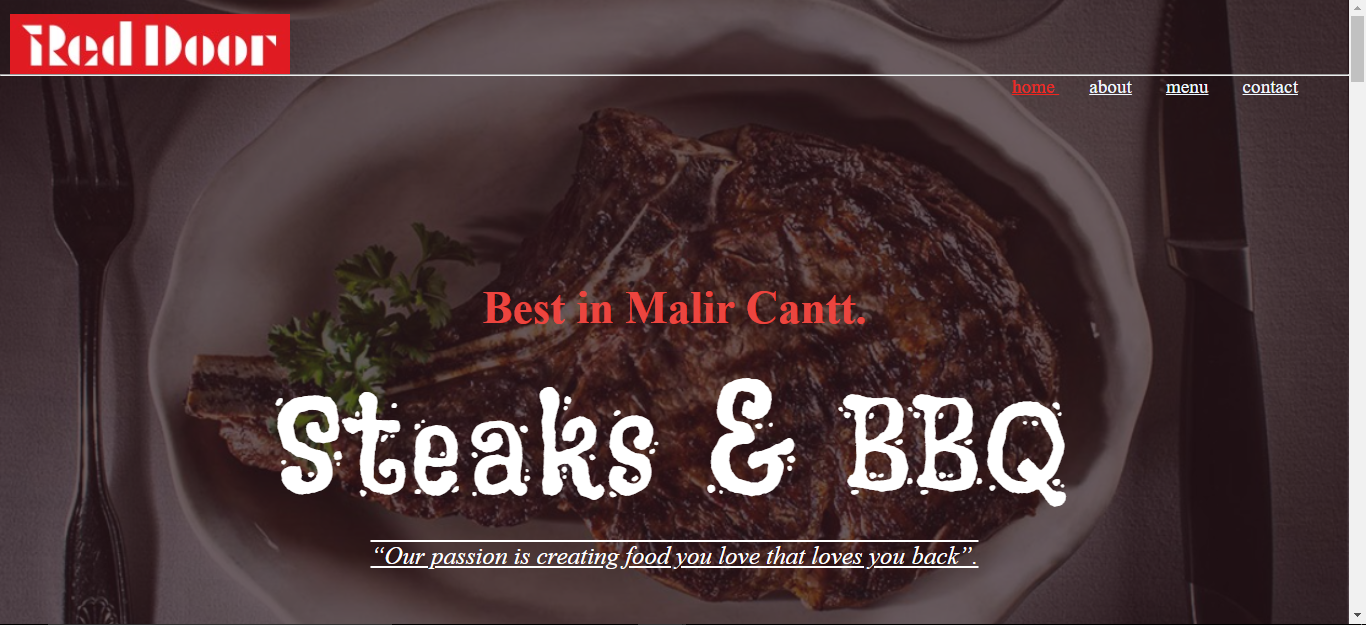 Red Door
home about menu contact
Best in Malir Cantt.
Steaks & BBQ
“Our passion is creating food you love that loves you back”.